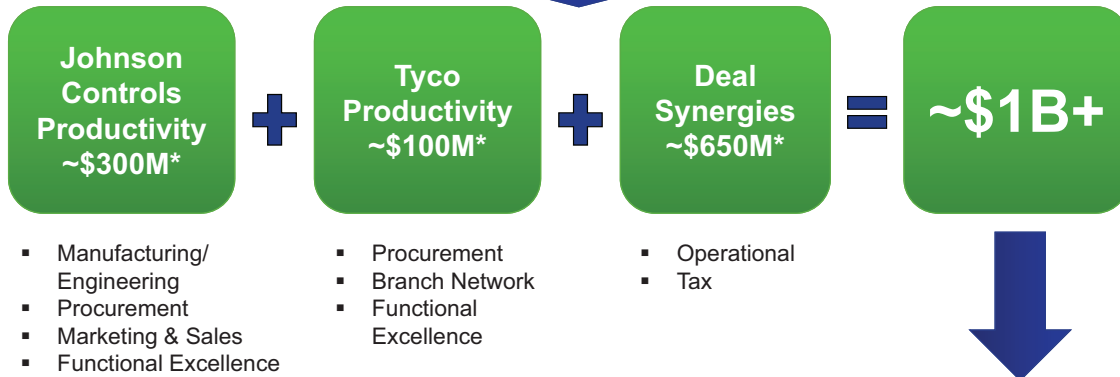 Johnson
Controls
Productivity
~$300M*
Tyco
Productivity
~$100M*
Deal
Synergies
~$650M*
~$1B+
▪ Manufacturing/
Engineering
▪ Procurement
▪ Marketing & Sales
▪ Functional Excellence
▪ Procurement
▪ Branch Network
▪ Functional
Excellence
▪ Operational
▪ Tax